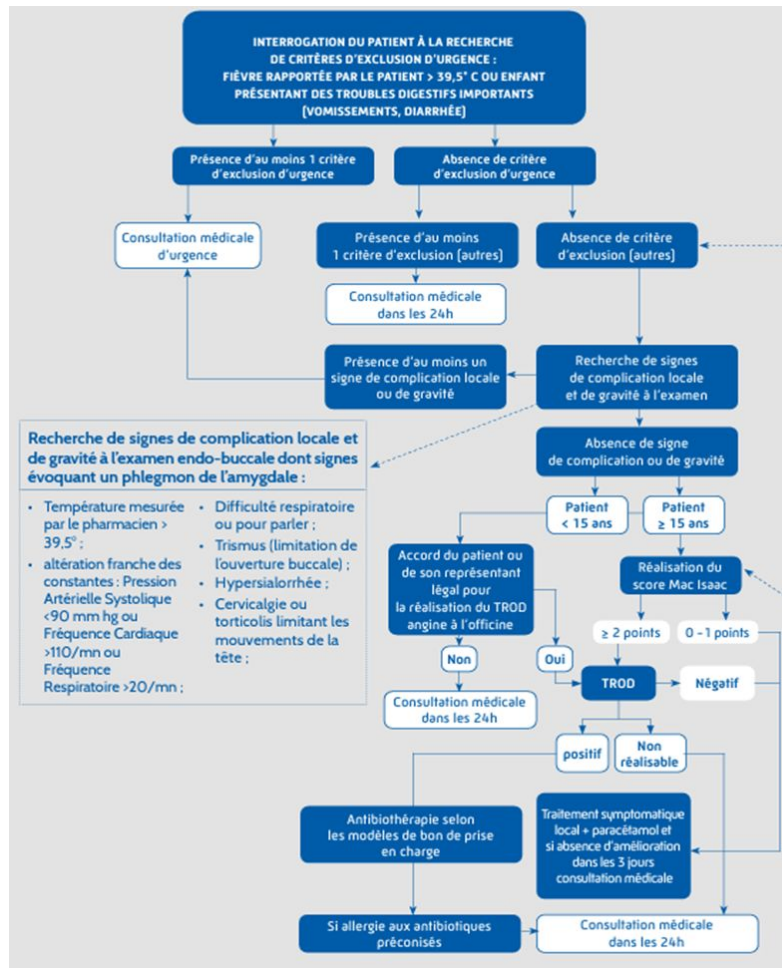 INTERROGATION DU PATIENT À LA RECHERCHE
DE CRITÈRES D'EXCLUSION D'URGENCE :
FIÈVRE RAPPORTÉE PAR LE PATIENT > 39,5° C OU ENFANT
PRÉSENTANT DES TROUBLES DIGESTIFS IMPORTANTS
(VOMISSEMENTS, DIARRHÉE)
Présence d'au moins 1 critère
d'exclusion d'urgence
Absence de critère
d'exclusion d'urgence
Consultation médicale
d'urgence
Présence d'au moins
1 critère d'exclusion (autres)
Absence de critère
d'exclusion (autres)
Consultation médicale
dans les 24h
Présence d'au moins un
signe de complication locale
ou de gravité
Recherche de signes
de complication locale
et de gravité à l'examen
Recherche de signes de complication locale et
de gravité à l'examen endo-buccale dont signes
évoquant un phlegmon de l'amygdale :
• Température mesurée
par le pharmacien >
39,5° ;
• altération franche des
constantes : Pression
Artérielle Systolique
<90 mm hg ou
Fréquence Cardiaque
>110/mn ou
Fréquence
Respiratoire >20/mn ;
• Difficulté respiratoire
ou pour parler ;
• Trismus (limitation de
l'ouverture buccale) ;
• Hypersialorrhée ;
• Cervicalgie ou
torticolis limitant les
mouvements de la
tête ;
Absence de signe
de complication ou de gravité
Patient
< 15 ans
Patient
≥ 15 ans
Accord du patient ou
de son représentant
légal pour
la réalisation du TROD
angine à l'officine
Réalisation du
score Mac Isaac
≥ 2 points
0 - 1 points
Non
Oui
TROD
Négatif
Consultation médicale
dans les 24h
positif
Non
réalisable
Antibiothérapie selon
les modèles de bon de prise
en charge
Traitement symptomatique
local + paracétamol et
si absence d'amélioration
dans les 3 jours
consultation médicale
Si allergie aux antibiotiques
préconisés
Consultation médicale
dans les 24h